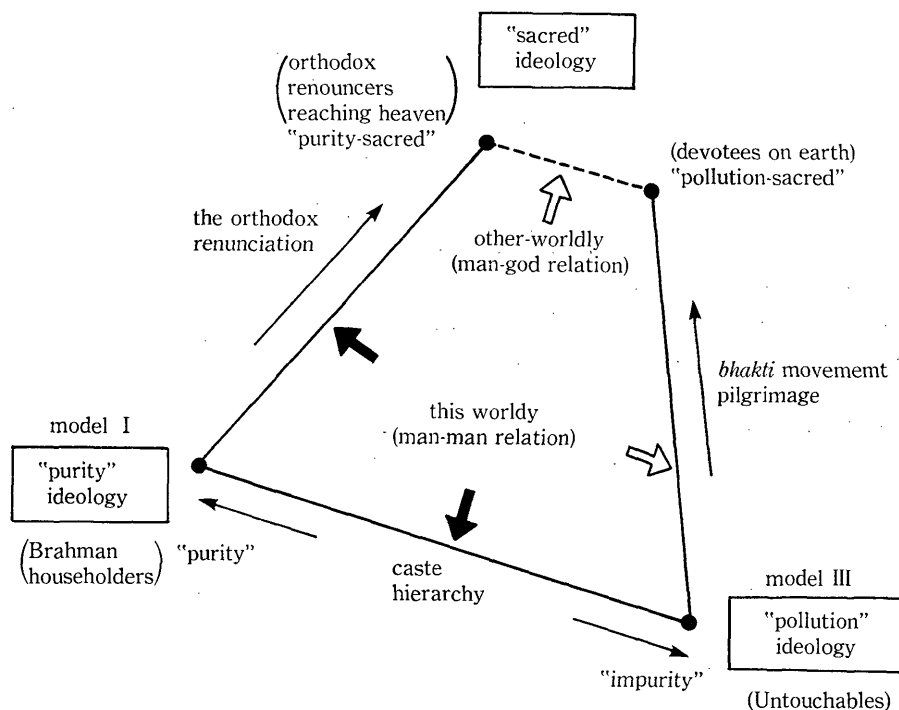 "sacred"
ideology
(orthodox
renouncers
reaching heaven)
"purity-sacred"
(devotees on earth)
"pollution-sacred"
the orthodox
renunciation
other-worldly
(man-god relation)
bhakti movememt
pilgrimage
this worldy
(man-man relation)
model I
"purity"
ideology
(Brahman
householders)
"purity"
caste
hierarchy
model III
"pollution"
ideology
"impurity"
(Untouchables)